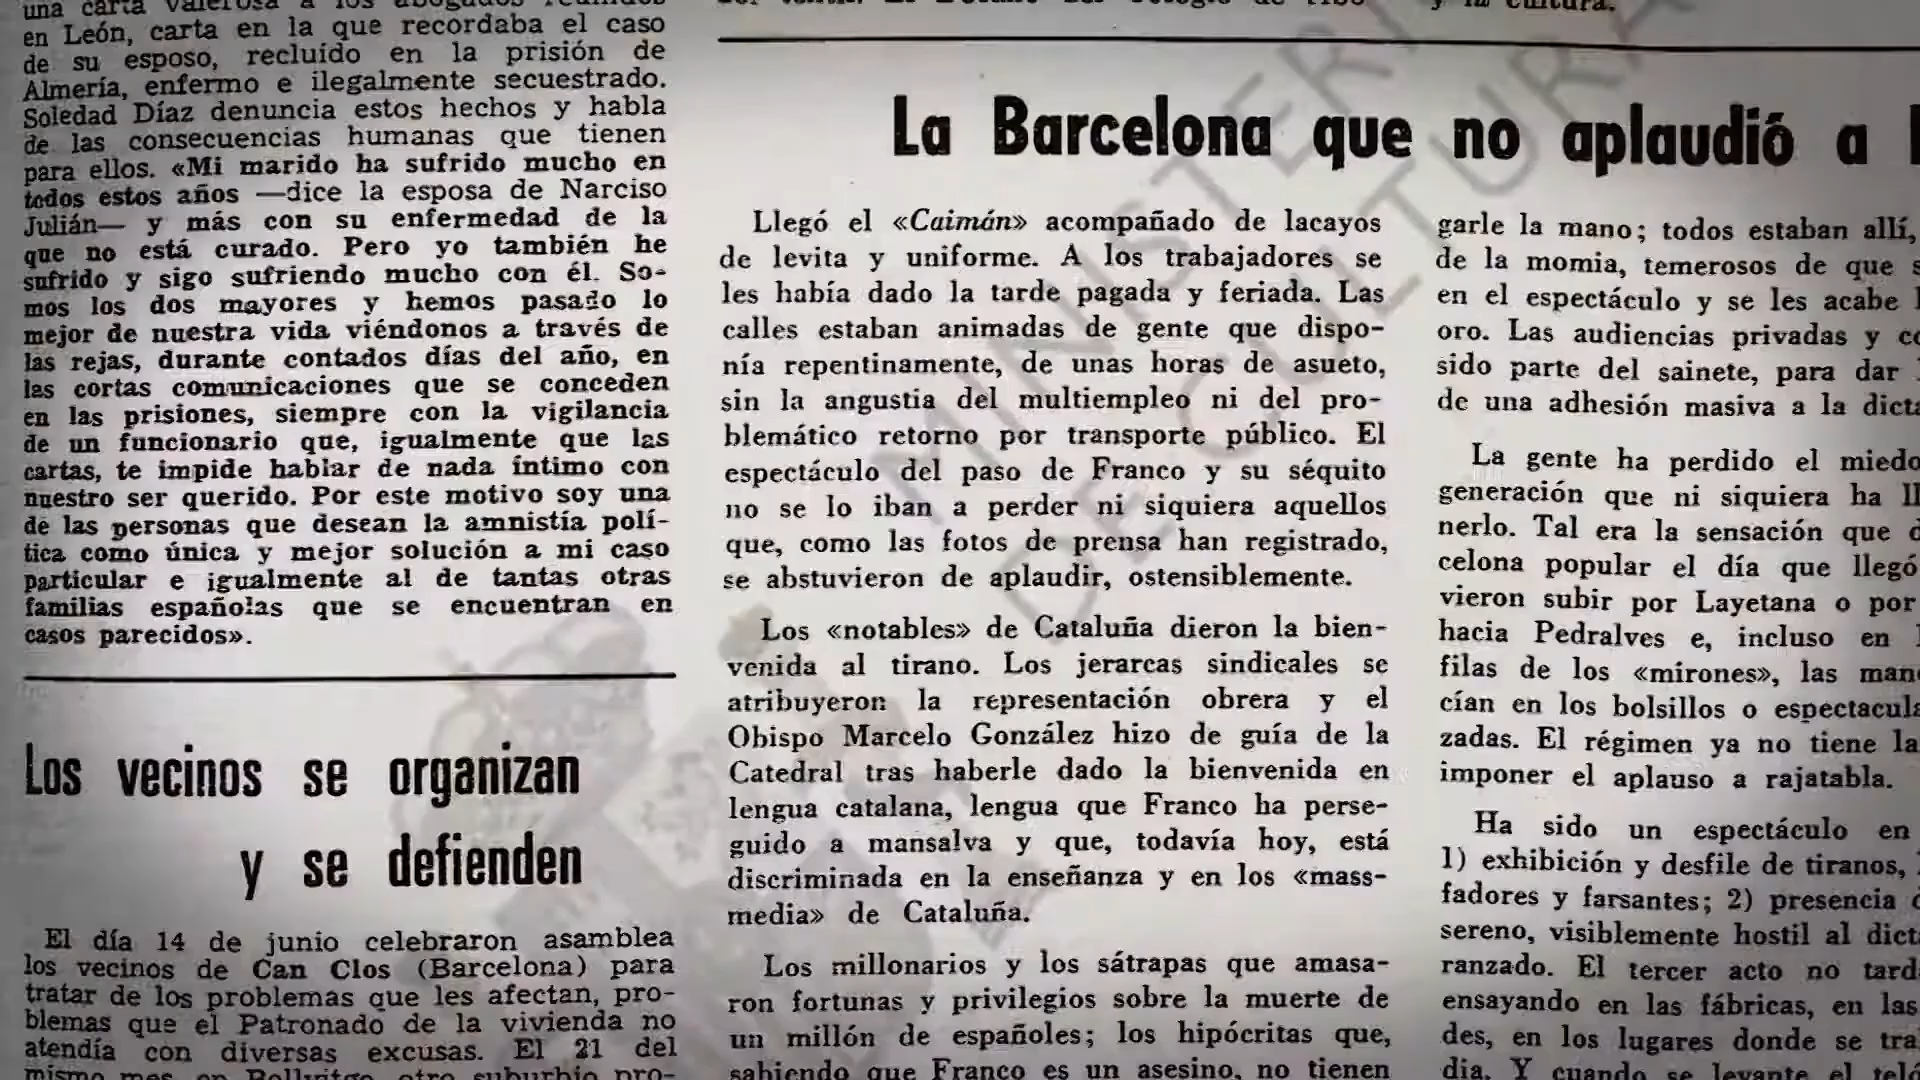 una carta valerosa a los abogados reunidos
en León, carta en la que recordaba el caso
de su esposo, recluído en la prisión de
Almería, enfermo e ilegalmente secuestrado.
Soledad Díaz denuncia estos hechos y habla
de las consecuencias humanas que tienen
para ellos. «Mi marido ha sufrido mucho en
todos estos años —dice la esposa de Narciso
Julián— y más con su enfermedad de la
que no está curado. Pero yo también he
sufrido y sigo sufriendo mucho con él. So-
mos los dos mayores y hemos pasado lo
mejor de nuestra vida viéndonos a través de
las rejas, durante contados días del año, en
las cortas comunicaciones que se conceden
en las prisiones, siempre con la vigilancia
de un funcionario que, igualmente que las
cartas, te impide hablar de nada íntimo con
nuestro ser querido. Por este motivo soy una
de las personas que desean la amnistía polí-
tica como única y mejor solución a mi caso
particular e igualmente al de tantas otras
familias españolas que se encuentran en
casos parecidos».
Los vecinos se organizan
y se defienden
El día 14 de junio celebraron asamblea
los vecinos de Can Clos (Barcelona) para
tratar de los problemas que les afectan, pro-
blemas que el Patronado de la vivienda no
atendía con diversas excusas. El 21 del
mismo mes, en otro suburbio pro-
y la cultura.
La Barcelona que no aplaudió a
Llegó el «Caimán» acompañado de lacayos
de levita y uniforme. A los trabajadores se
les había dado la tarde pagada y feriada. Las
calles estaban animadas de gente que dispo-
nía repentinamente, de unas horas de asueto,
sin la angustia del multiempleo ni del pro-
blemático retorno por transporte público. El
espectáculo del paso de Franco y su séquito
no se lo iban a perder ni siquiera aquellos
que, como las fotos de prensa han registrado,
se abstuvieron de aplaudir, ostensiblemente.
Los «notables» de Cataluña dieron la bien-
venida al tirano. Los jerarcas sindicales se
atribuyeron la representación obrera y el
Obispo Marcelo González hizo de guía de la
Catedral tras haberle dado la bienvenida en
lengua catalana, lengua que Franco ha perse-
guido a mansalva y que, todavía hoy, está
discriminada en la enseñanza y en los «mass-
media» de Cataluña.
Los millonarios y los sátrapas que amasa-
ron fortunas y privilegios sobre la muerte de
un millón de españoles; los hipócritas que,
sabiendo que Franco es un asesino, no tienen
garle la mano; todos estaban allí,
de la momia, temerosos de que
en el espectáculo y se les acabe
oro. Las audiencias privadas y
sido parte del sainete, para dar
de una adhesión masiva a la
La gente ha perdido el miedo
generación que ni siquiera ha
nerlo. Tal era la sensación que
celona popular el día que llegó
vieron subir por Layetana o por
hacia Pedralves e, incluso en
filas de los «mirones», las
cían en los bolsillos o
zadas. El régimen ya no tiene la
imponer el aplauso a rajatabla.
Ha sido un espectáculo en
1) exhibición y desfile de tiranos,
fadores y farsantes; 2) presencia
sereno, visiblemente hostil al
ranzado. El tercer acto no
ensayando en las fábricas, en las
des, en los lugares donde se
dia. Y cuando se levante el
MINISTERI
DE CULTURA